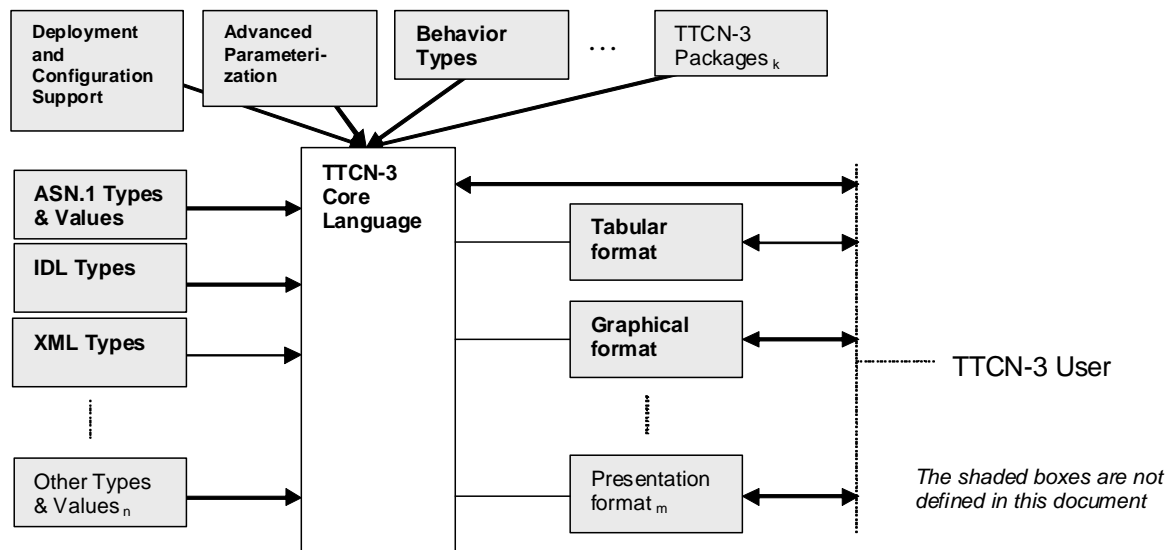 Deployment
and
Configuration
Support
Advanced
Parameteri-
zation
Behavior
Types
...
TTCN-3
Packages k
TTCN-3
Core
Language
ASN.1 Types
& Values
IDL Types
XML Types
Other Types
& Values n
Tabular
format
Graphical
format
Presentation
format m
TTCN-3 User
The shaded boxes are not
defined in this document